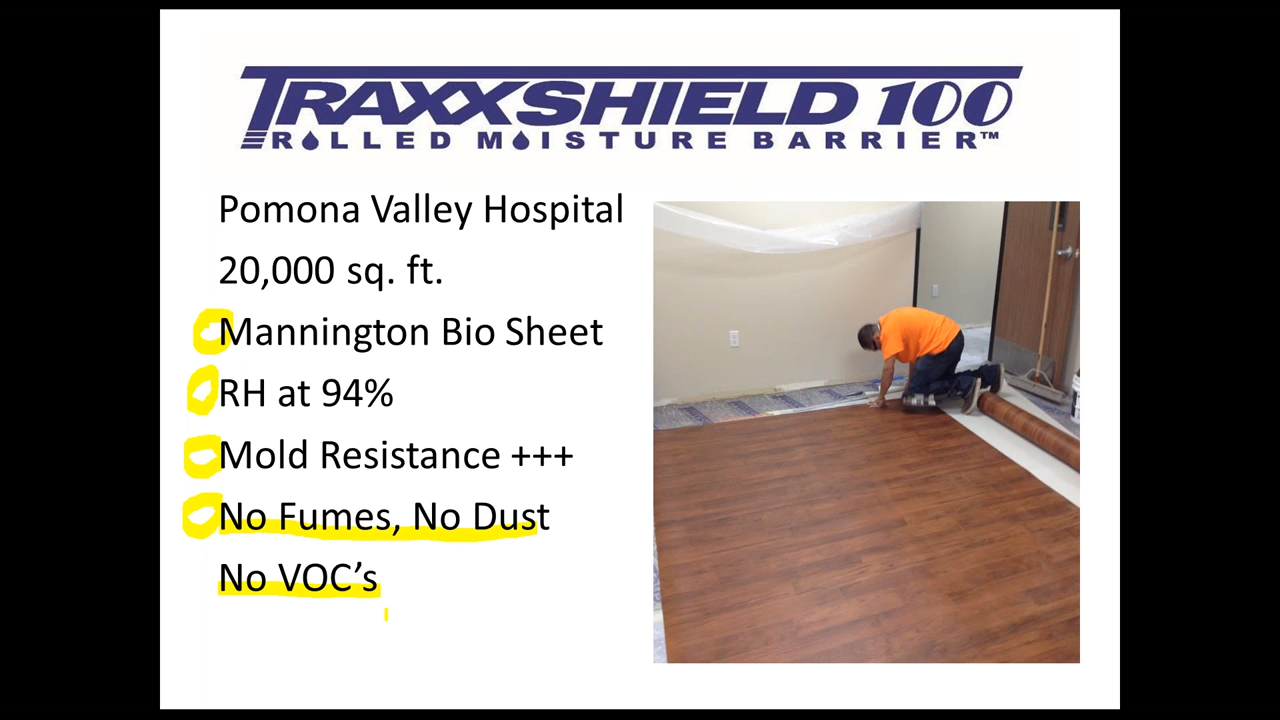 TRAXXSHIELD 100
ROLLED MOISTURE BARRIER™
Pomona Valley Hospital
20,000 sq. ft.
Mannington Bio Sheet
RH at 94%
Mold Resistance +++
No Fumes, No Dust
No VOC’s